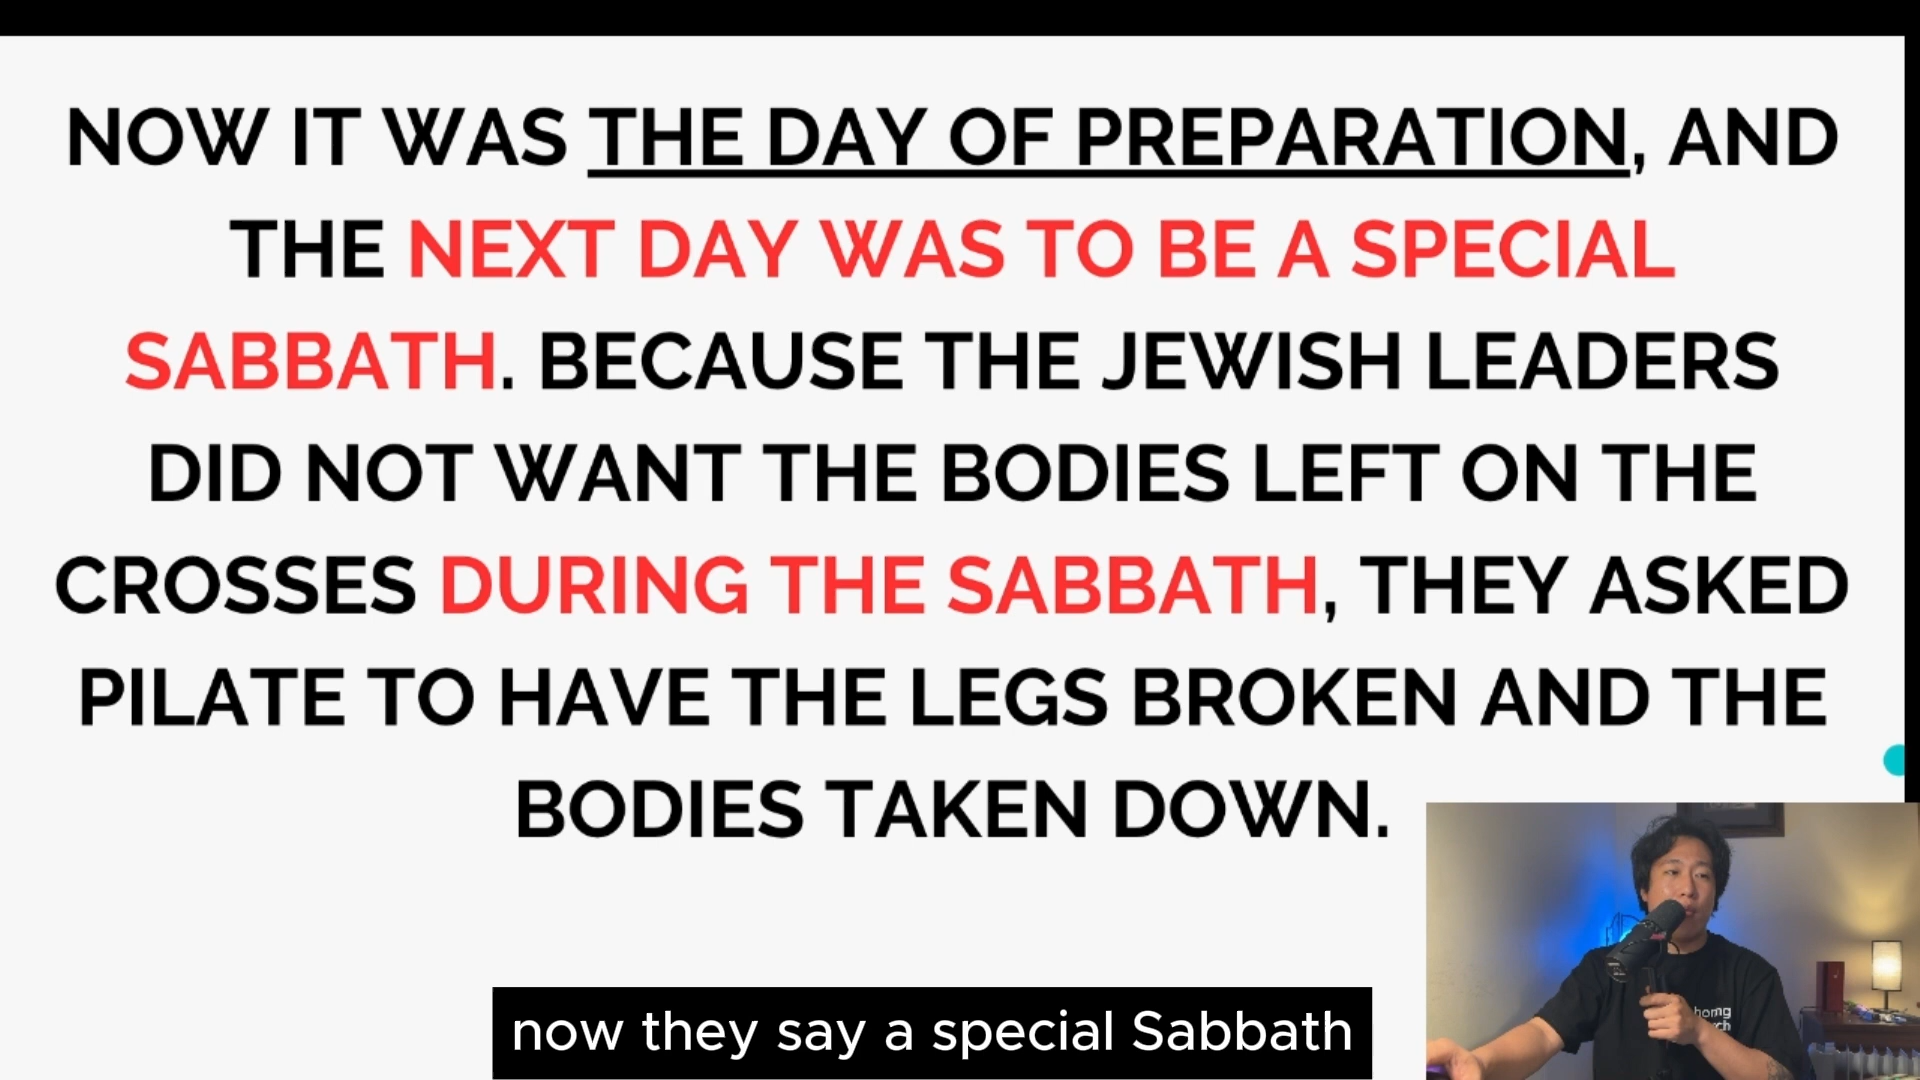 NOW IT WAS THE DAY OF PREPARATION, AND
THE NEXT DAY WAS TO BE A SPECIAL
SABBATH. BECAUSE THE JEWISH LEADERS
DID NOT WANT THE BODIES LEFT ON THE
CROSSES DURING THE SABBATH, THEY ASKED
PILATE TO HAVE THE LEGS BROKEN AND THE
BODIES TAKEN DOWN.
now they say a special Sabbath